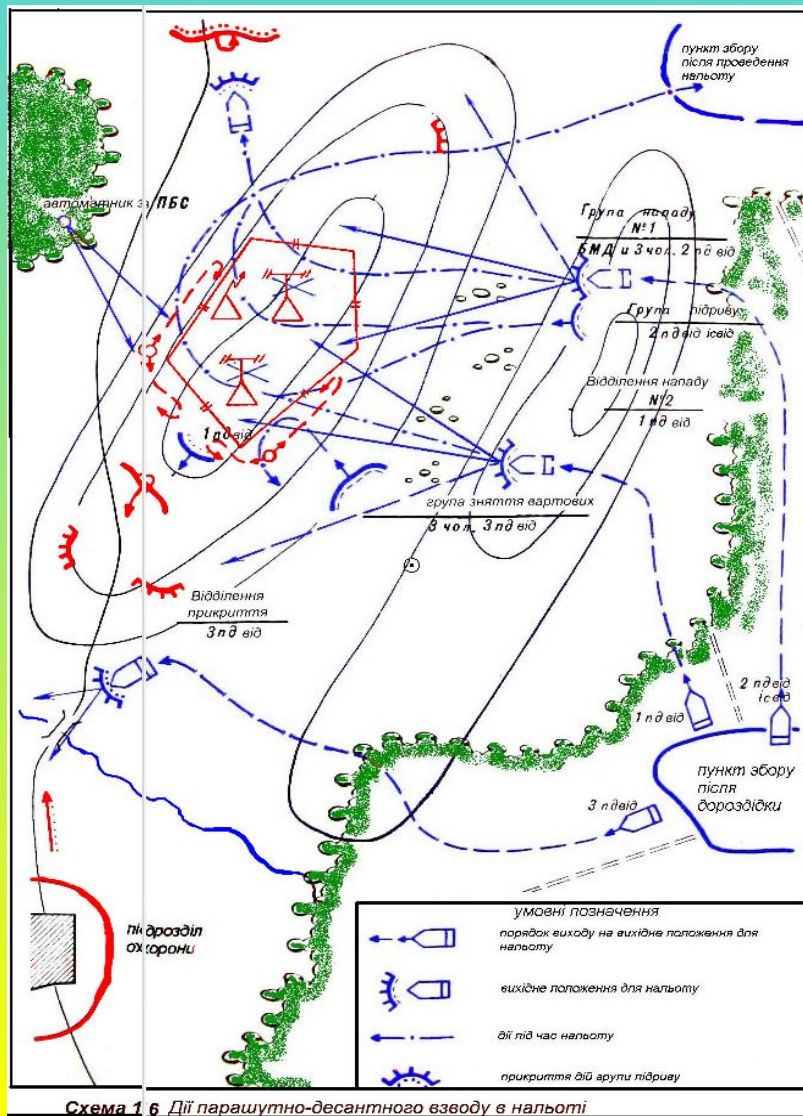 пункт збору
після проведення
нальоту
автоматник за ПБС
Група нападу
№1
БМД и 3 чол. 2 пд від
Група підриву
2 пд від ісвід
Відділення нападу
№2
1 пд від
1 пд від
група зняття вартових
3 чол. 3 пд від
Відділення
прикриття
3 пд від
2 пд від
ісвід
1 пд від
пункт збору
після
дороздідки
3 пд від
підрозділ
охорони
умовні позначення
порядок виходу на вихідне положення для
нальоту
вихідне положення для нальоту
дії під час нальоту
прикриття дій групи підриву
Схема 1 6 Дії парашутно-десантного взводу в нальоті